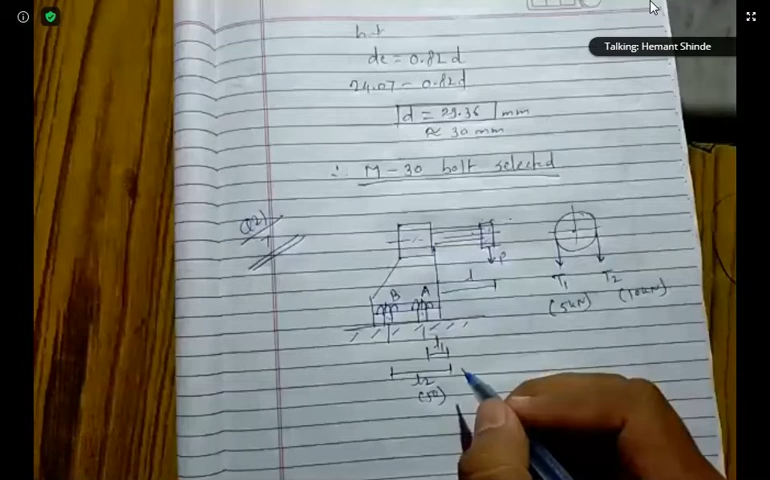 Talking: Hemant Shinde
dc = 0.82 d
24.07 = 0.82d
d = 29.36 mm
≈ 30 mm
∴ M - 30 bolt selected
Q2)
P
l
B A
T1 T2
(5kN) (10kN)
l1
l2
(50)